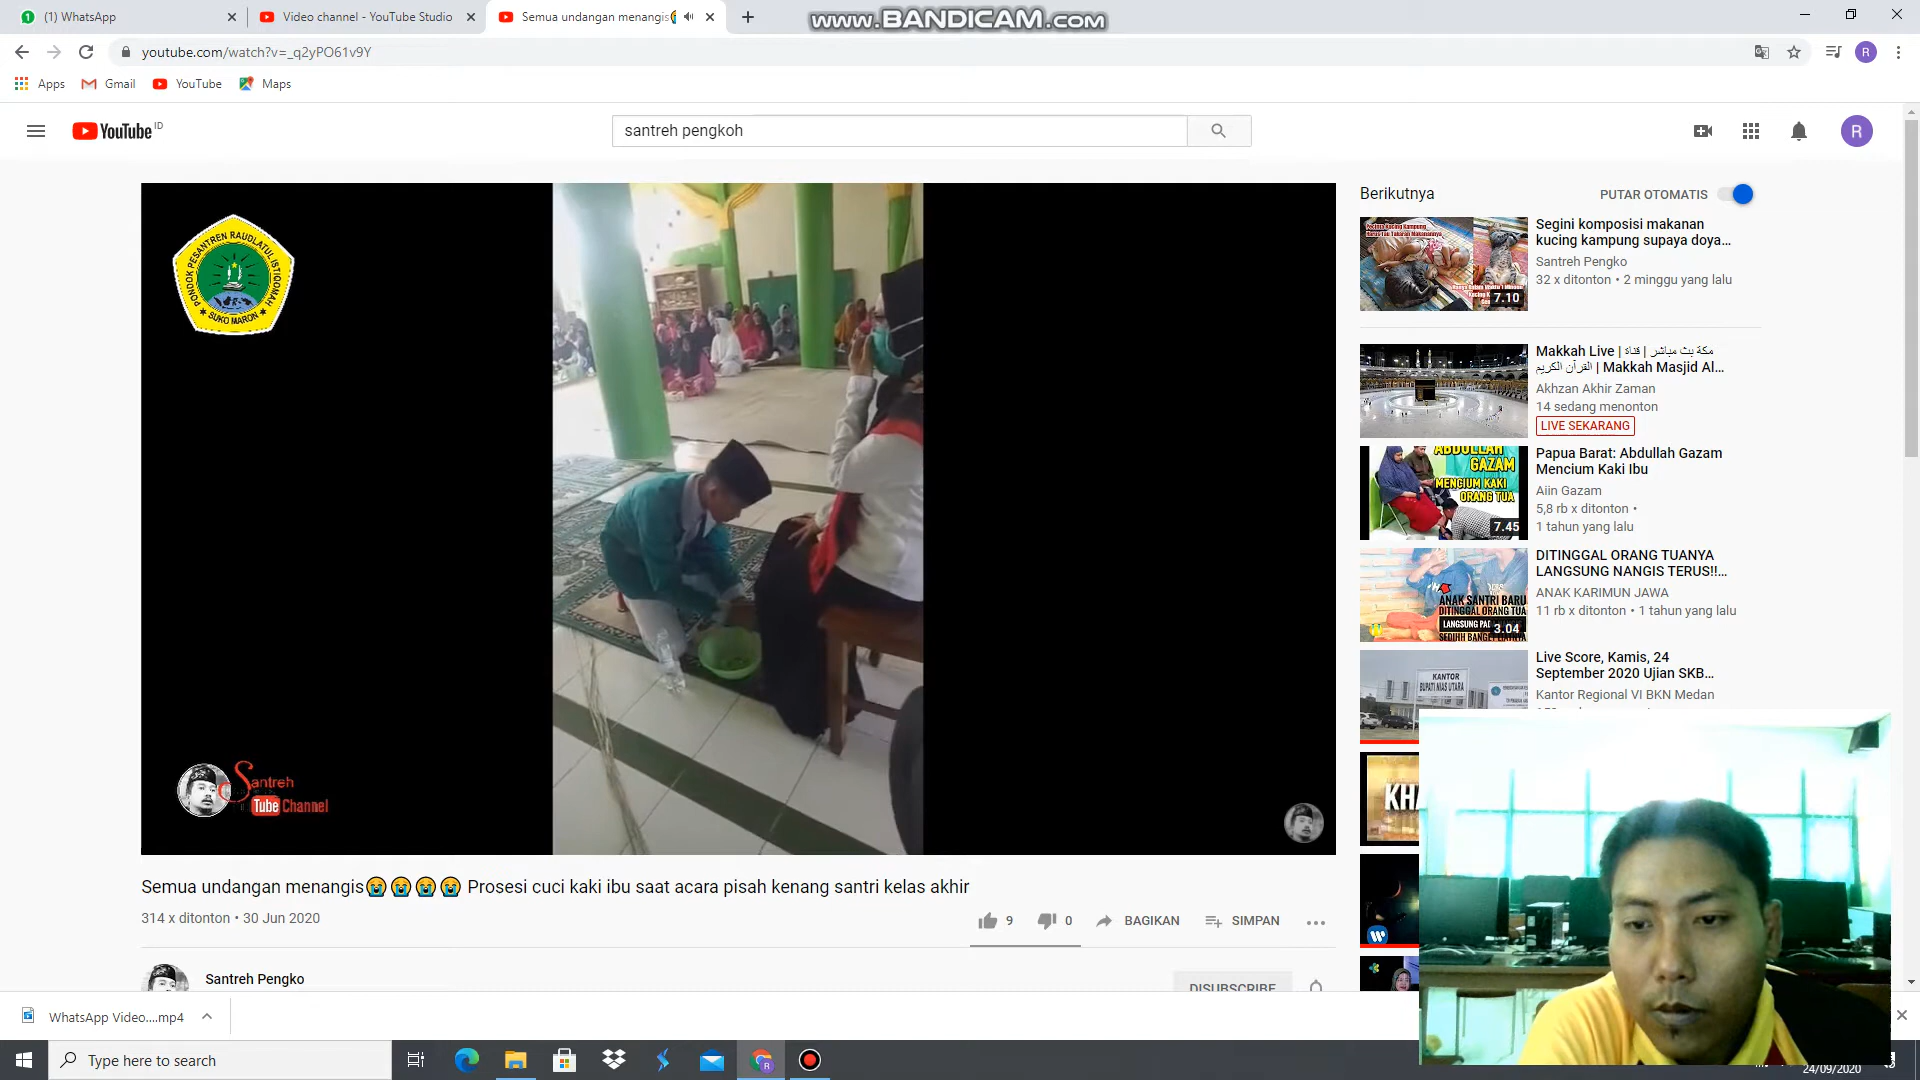 (1) WhatsApp
Video channel - YouTube Studio
Semua undangan menangis😭
www.BANDICAM.com
youtube.com/watch?v=_q2yPO61v9Y
R
Apps
Gmail
YouTube
Maps
YouTube ID
santreh pengkoh
R
PONDOK PESANTREN RAUDLATUL ISTIQOMAH
★ SUKO MARON ★
Santreh
Tube Channel
Semua undangan menangis😭😭😭😭 Prosesi cuci kaki ibu saat acara pisah kenang santri kelas akhir
314 x ditonton • 30 Jun 2020
9
0
BAGIKAN
SIMPAN
Santreh Pengko
DISUBSCRIBE
Berikutnya
PUTAR OTOMATIS
7.10
Segini komposisi makanan
kucing kampung supaya doya...
Santreh Pengko
32 x ditonton • 2 minggu yang lalu
Makkah Live | قناة | مكة بث مباشر
القرآن الكريم | Makkah Masjid Al...
Akhzan Akhir Zaman
14 sedang menonton
LIVE SEKARANG
ABDULLAH
GAZAM
MENCIUM KAKI
ORANG TUA
7.45
Papua Barat: Abdullah Gazam
Mencium Kaki Ibu
Aiin Gazam
5,8 rb x ditonton •
1 tahun yang lalu
ANAK SANTRI BARU
DITINGGAL ORANG TUA
LANGSUNG
3.04
DITINGGAL ORANG TUANYA
LANGSUNG NANGIS TERUS!!...
ANAK KARIMUN JAWA
11 rb x ditonton • 1 tahun yang lalu
KANTOR
BUPATI NIAS UTARA
Live Score, Kamis, 24
September 2020 Ujian SKB...
Kantor Regional VI BKN Medan
KHA
WhatsApp Video....mp4
Type here to search
24/09/2020